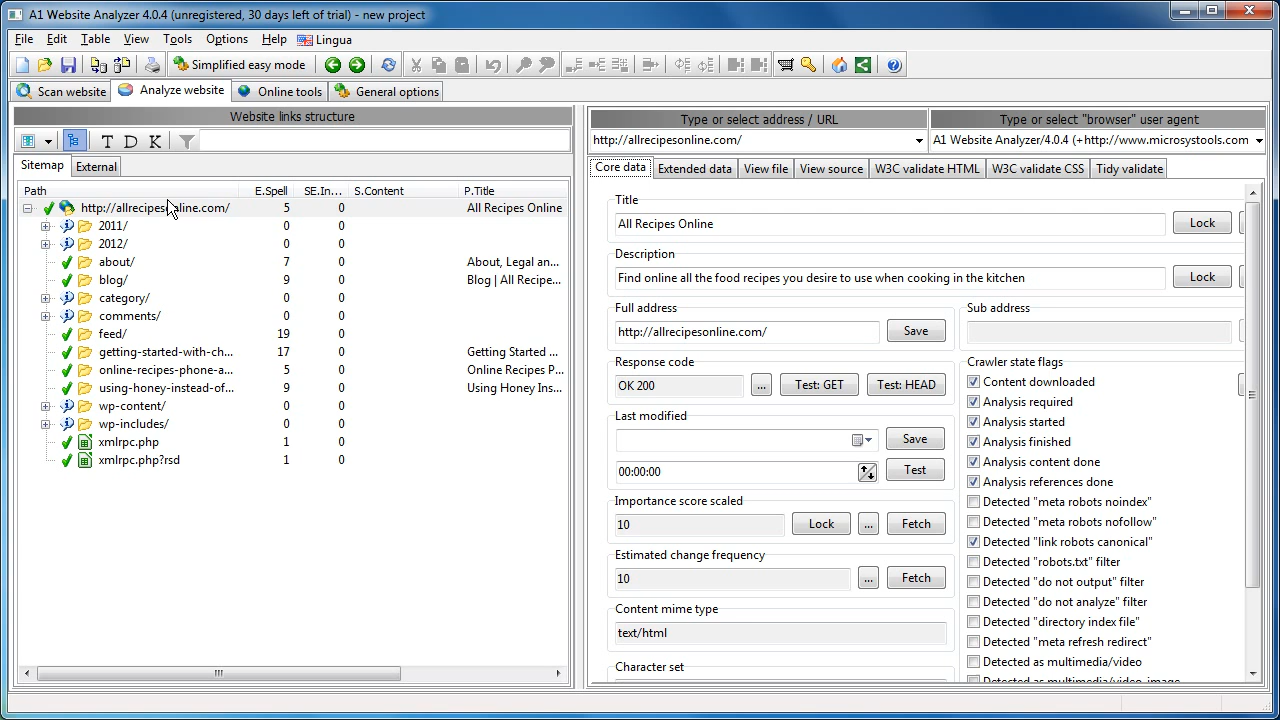 A1 Website Analyzer 4.0.4 (unregistered, 30 days left of trial) - new project
File Edit Table View Tools Options Help Lingua
Simplified easy mode
Scan website Analyze website Online tools General options
Website links structure
T D K
Sitemap External
Path E.Spell SE.In... S.Content P.Title
http://allrecipesonline.com/ 5 0 All Recipes Online
2011/ 0 0
2012/ 0 0
about/ 7 0 About, Legal an...
blog/ 9 0 Blog | All Recipe...
category/ 0 0
comments/ 0 0
feed/ 19 0
getting-started-with-ch... 17 0 Getting Started ...
online-recipes-phone-a... 5 0 Online Recipes P...
using-honey-instead-of... 9 0 Using Honey Ins...
wp-content/ 0 0
wp-includes/ 0 0
xmlrpc.php 1 0
xmlrpc.php?rsd 1 0
Type or select address / URL
http://allrecipesonline.com/
Type or select "browser" user agent
A1 Website Analyzer/4.0.4 (+http://www.microsystools.com
Core data Extended data View file View source W3C validate HTML W3C validate CSS Tidy validate
Title
All Recipes Online Lock
Description
Find online all the food recipes you desire to use when cooking in the kitchen Lock
Full address
http://allrecipesonline.com/ Save
Response code
OK 200 ... Test: GET Test: HEAD
Last modified
Save
00:00:00 Test
Importance score scaled
10 Lock ... Fetch
Estimated change frequency
10 ... Fetch
Content mime type
text/html
Character set
Sub address
Crawler state flags
Content downloaded
Analysis required
Analysis started
Analysis finished
Analysis content done
Analysis references done
Detected "meta robots noindex"
Detected "meta robots nofollow"
Detected "link robots canonical"
Detected "robots.txt" filter
Detected "do not output" filter
Detected "do not analyze" filter
Detected "directory index file"
Detected "meta refresh redirect"
Detected as multimedia/video
Detected as multimedia/video image